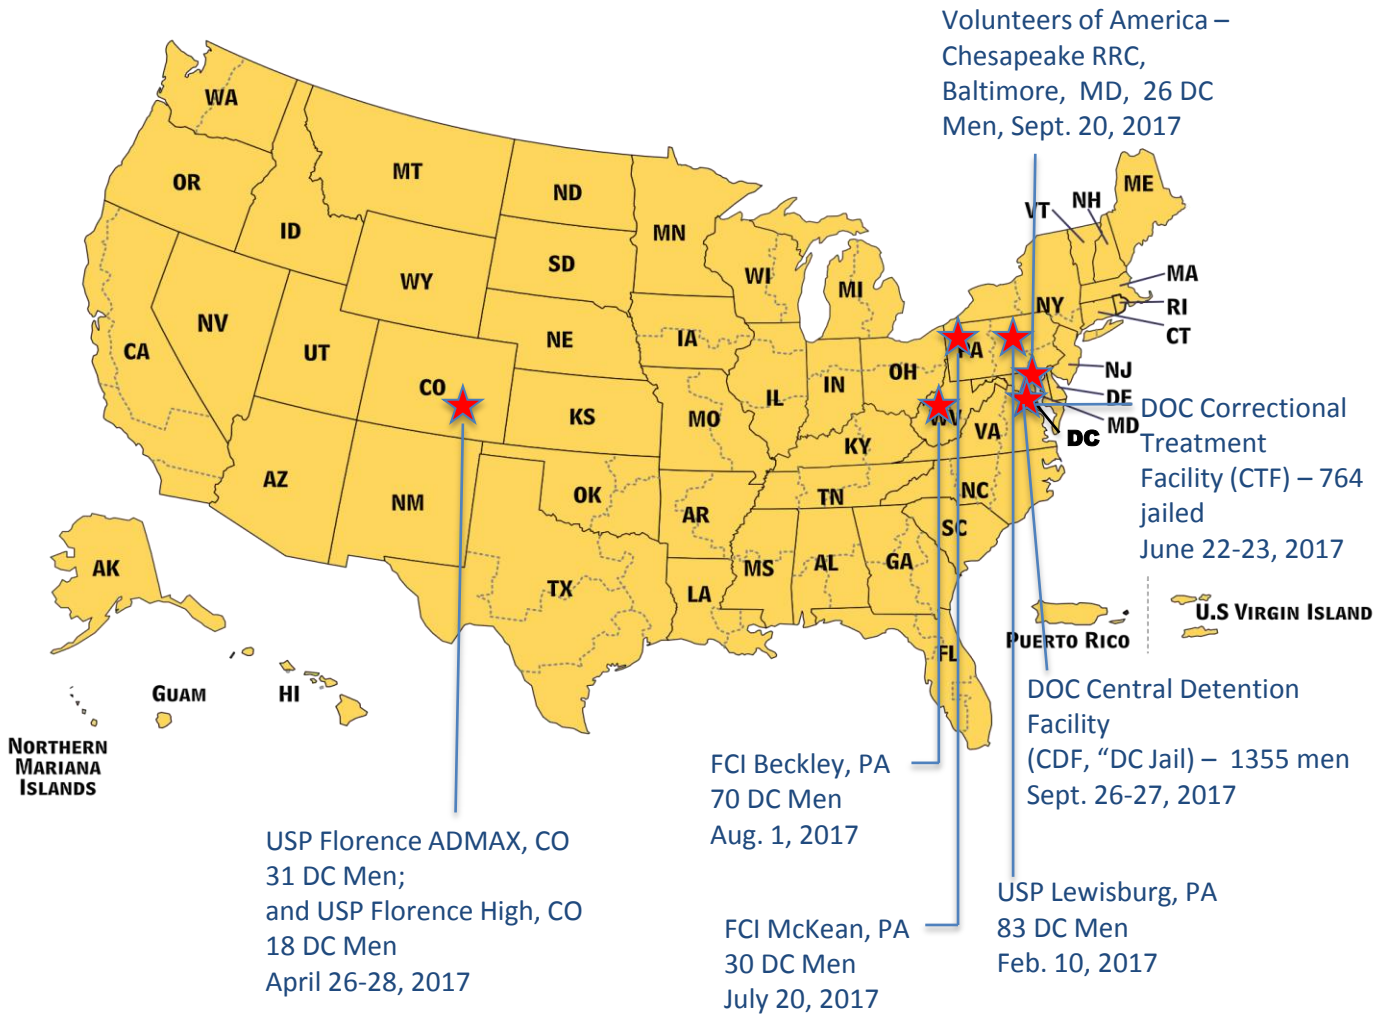 Volunteers of America –
Chesapeake RRC,
Baltimore, MD, 26 DC
Men, Sept. 20, 2017
WA
OR
ID
MT
ND
MN
WI
MI
VT
NH
ME
MA
RI
CT
NY
SD
WY
NV
CA
UT
CO
NE
IA
IL
IN
OH
PA
NJ
DE
MD
DC
WV
VA
KS
MO
KY
TN
NC
SC
AZ
NM
OK
AR
TX
LA
MS
AL
GA
FL
AK
HI
GUAM
NORTHERN
MARIANA
ISLANDS
PUERTO RICO
U.S VIRGIN ISLAND
DOC Correctional
Treatment
Facility (CTF) – 764
jailed
June 22-23, 2017
DOC Central Detention
Facility
(CDF, “DC Jail) – 1355 men
Sept. 26-27, 2017
FCI Beckley, PA
70 DC Men
Aug. 1, 2017
USP Florence ADMAX, CO
31 DC Men;
and USP Florence High, CO
18 DC Men
April 26-28, 2017
FCI McKean, PA
30 DC Men
July 20, 2017
USP Lewisburg, PA
83 DC Men
Feb. 10, 2017